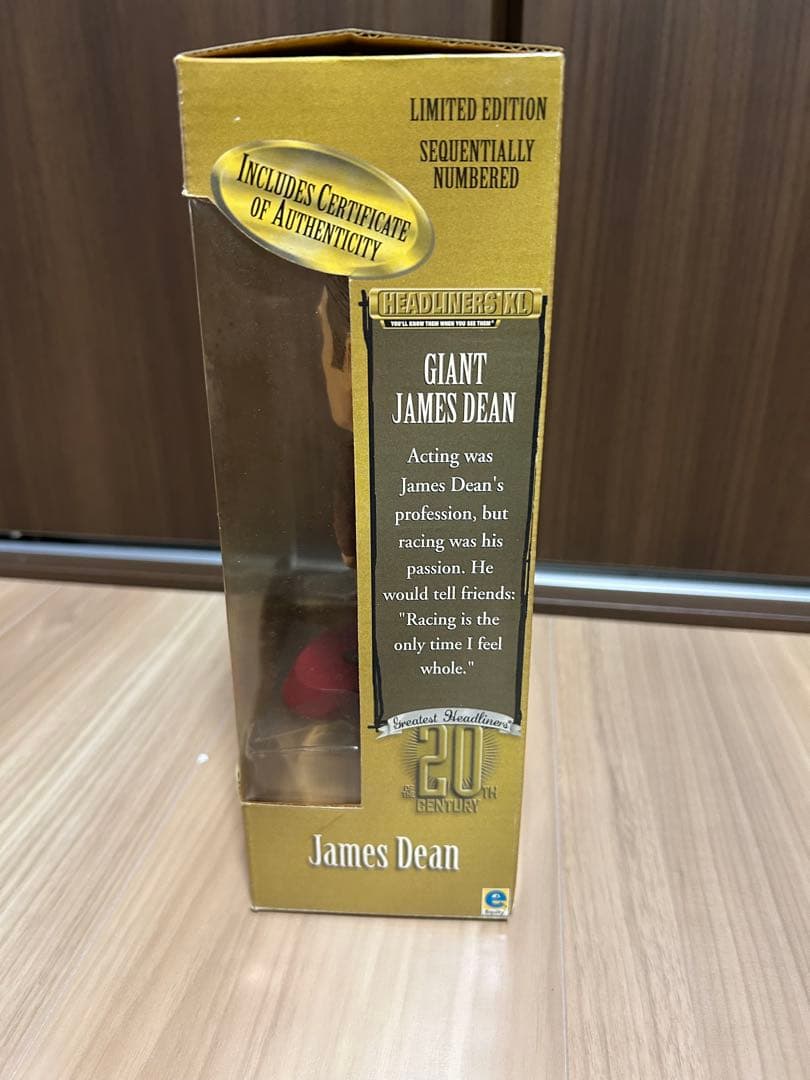 LIMITED EDITION
SEQUENTIALLY
NUMBERED
INCLUDES CERTIFICATE
OF AUTHENTICITY
HEADLINERS XL
YOU'LL KNOW THEM WHEN YOU SEE THEM
GIANT
JAMES DEAN
Acting was
James Dean's
profession, but
racing was his
passion. He
would tell friends:
"Racing is the
only time I feel
whole."
Greatest Headliners
OF THE 20TH
CENTURY
James Dean
e